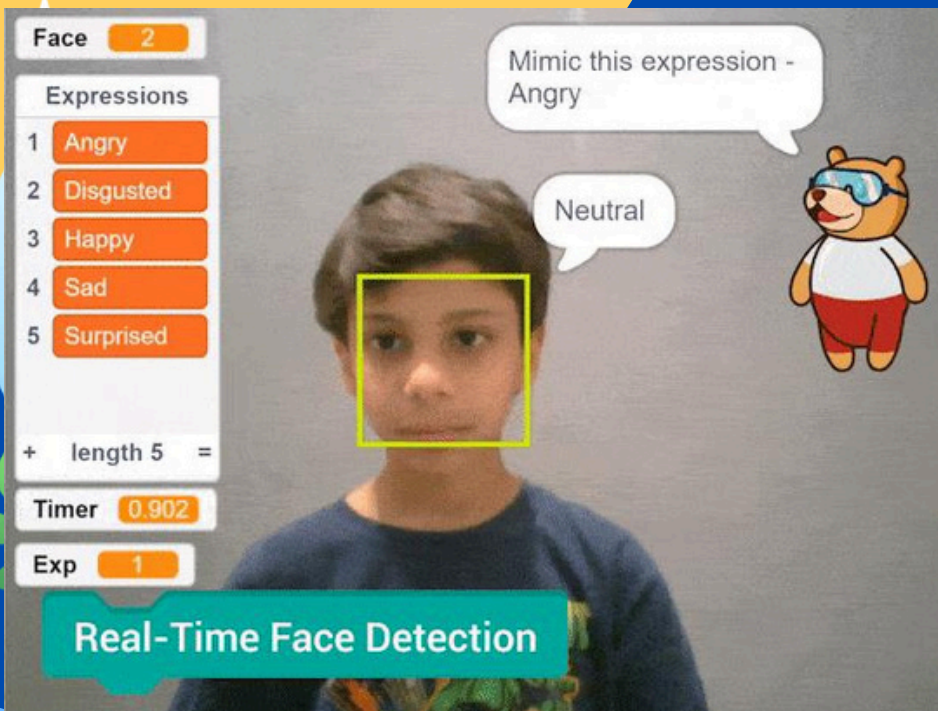 Face 2
Expressions
1 Angry
2 Disgusted
3 Happy
4 Sad
5 Surprised
+ length 5 =
Timer 0.902
Exp 1
Mimic this expression -
Angry
Neutral
Real-Time Face Detection